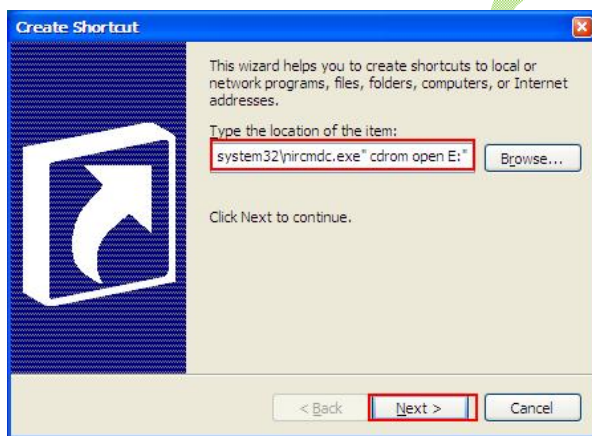 Create Shortcut
This wizard helps you to create shortcuts to local or
network programs, files, folders, computers, or Internet
addresses.
Type the location of the item:
system32\nircmdc.exe" cdrom open E:"
Browse...
Click Next to continue.
< Back
Next >
Cancel